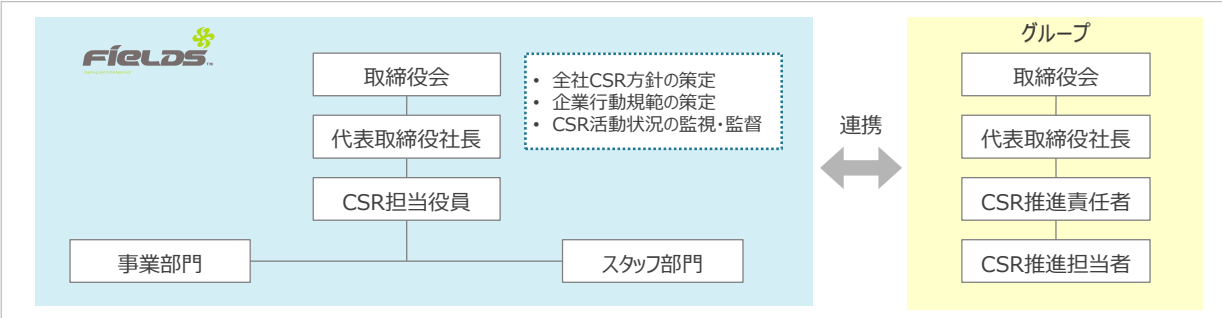 FIELDS
取締役会
・ 全社CSR方針の策定
・ 企業行動規範の策定
・ CSR活動状況の監視・監督
代表取締役社長
CSR担当役員
事業部門
スタッフ部門
連携
グループ
取締役会
代表取締役社長
CSR推進責任者
CSR推進担当者